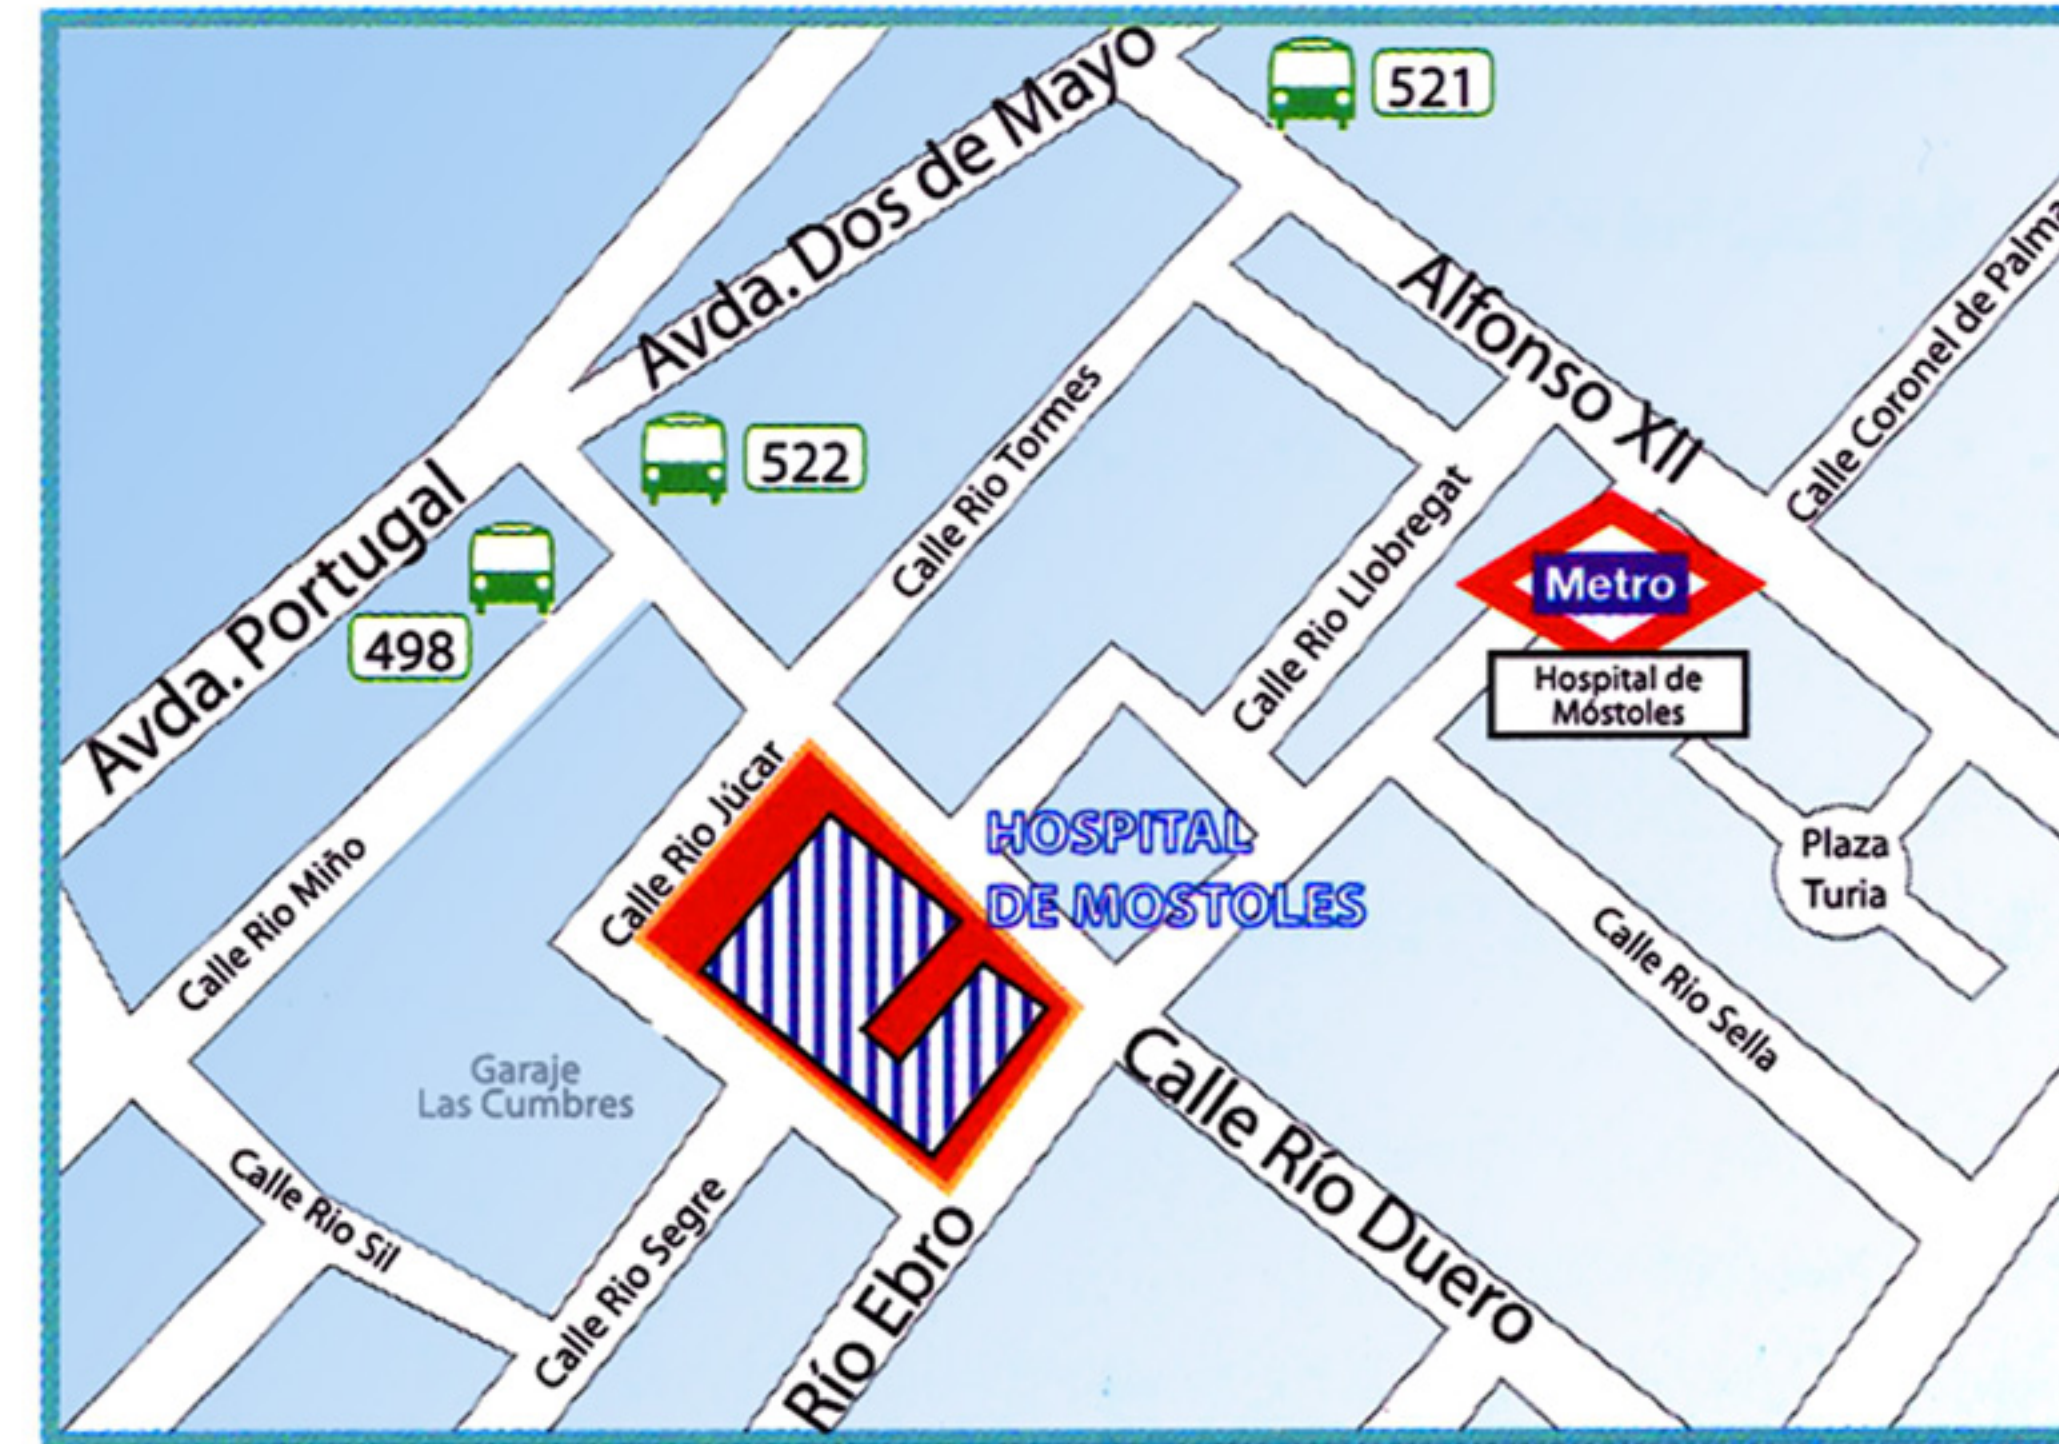 521
Avda. Dos de Mayo
Alfonso XII
Calle Coronel de Palma
522
Avda. Portugal
498
Calle Rio Tormes
Calle Rio Llobregat
Metro
Hospital de
Móstoles
Calle Rio Júcar
HOSPITAL
DE MOSTOLES
Plaza
Turia
Calle Rio Miño
Calle Rio Sella
Garaje
Las Cumbres
Calle Rio Sil
Calle Rio Segre
Río Ebro
Calle Río Duero